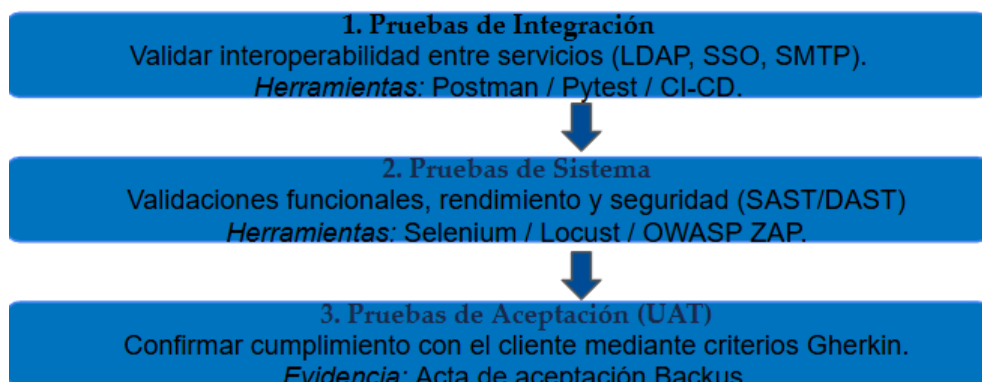 1. Pruebas de Integración
Validar interoperabilidad entre servicios (LDAP, SSO, SMTP).
Herramientas: Postman / Pytest / CI-CD.
2. Pruebas de Sistema
Validaciones funcionales, rendimiento y seguridad (SAST/DAST)
Herramientas: Selenium / Locust / OWASP ZAP.
3. Pruebas de Aceptación (UAT)
Confirmar cumplimiento con el cliente mediante criterios Gherkin.
Evidencia: Acta de aceptación Backus